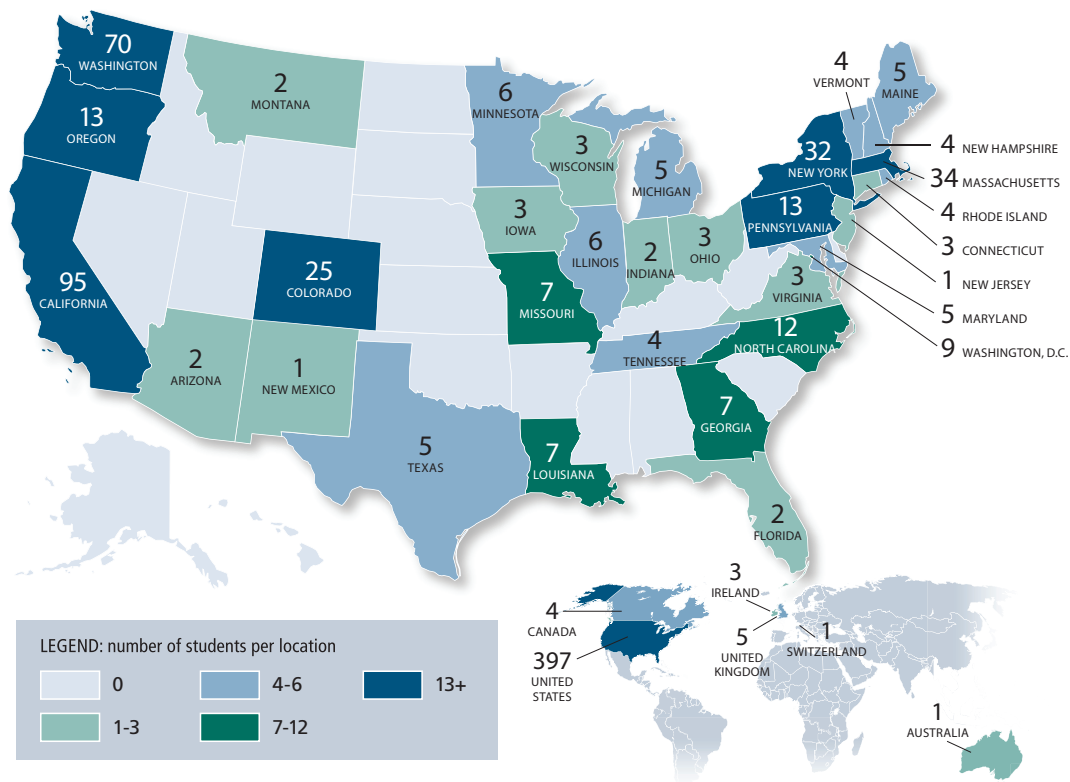 70
WASHINGTON
13
OREGON
95
CALIFORNIA
2
MONTANA
25
COLORADO
2
ARIZONA
1
NEW MEXICO
5
TEXAS
6
MINNESOTA
3
IOWA
7
MISSOURI
7
LOUISIANA
3
WISCONSIN
6
ILLINOIS
5
MICHIGAN
2
INDIANA
3
OHIO
4
TENNESSEE
7
GEORGIA
2
FLORIDA
12
NORTH CAROLINA
3
VIRGINIA
13
PENNSYLVANIA
32
NEW YORK
4
VERMONT
5
MAINE
4 NEW HAMPSHIRE
34 MASSACHUSETTS
4 RHODE ISLAND
3 CONNECTICUT
1 NEW JERSEY
5 MARYLAND
9 WASHINGTON, D.C.
LEGEND: number of students per location
0
4-6
13+
1-3
7-12
4
CANADA
397
UNITED
STATES
3
IRELAND
5
UNITED
KINGDOM
1
SWITZERLAND
1
AUSTRALIA